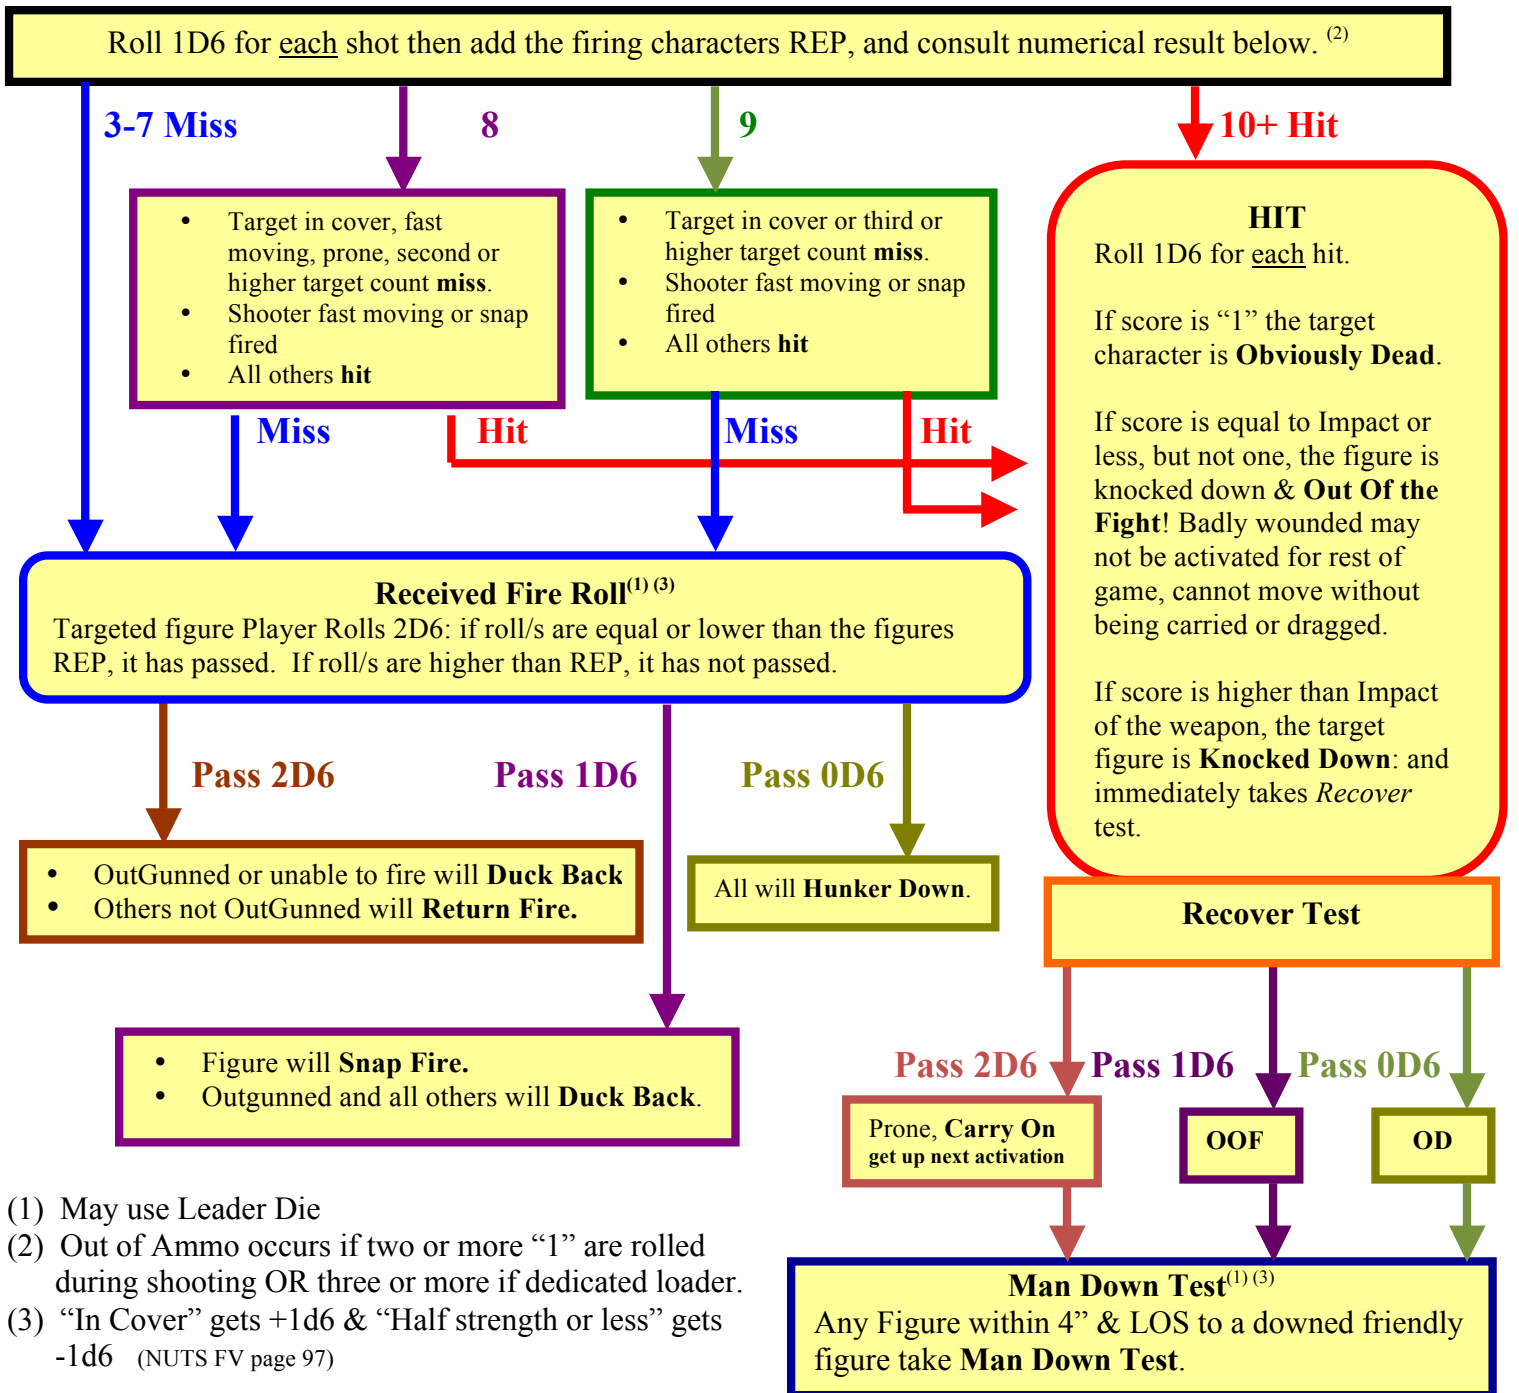 Roll 1D6 for each shot then add the firing characters REP, and consult numerical result below. (2)
3-7 Miss
8
9
10+ Hit
• Target in cover, fast
moving, prone, second or
higher target count miss.
• Shooter fast moving or snap
fired
• All others hit
• Target in cover or third or
higher target count miss.
• Shooter fast moving or snap
fired
• All others hit
HIT
Roll 1D6 for each hit.
If score is “1” the target
character is Obviously Dead.
If score is equal to Impact or
less, but not one, the figure is
knocked down & Out Of the
Fight! Badly wounded may
not be activated for rest of
game, cannot move without
being carried or dragged.
If score is higher than Impact
of the weapon, the target
figure is Knocked Down: and
immediately takes Recover
test.
Miss
Hit
Miss
Hit
Received Fire Roll(1) (3)
Targeted figure Player Rolls 2D6: if roll/s are equal or lower than the figures
REP, it has passed. If roll/s are higher than REP, it has not passed.
Pass 2D6
Pass 1D6
Pass 0D6
• OutGunned or unable to fire will Duck Back
• Others not OutGunned will Return Fire.
All will Hunker Down.
• Figure will Snap Fire.
• Outgunned and all others will Duck Back.
Recover Test
Pass 2D6
Pass 1D6
Pass 0D6
Prone, Carry On
get up next activation
OOF
OD
(1) May use Leader Die
(2) Out of Ammo occurs if two or more “1” are rolled
during shooting OR three or more if dedicated loader.
(3) “In Cover” gets +1d6 & “Half strength or less” gets
-1d6 (NUTS FV page 97)
Man Down Test(1) (3)
Any Figure within 4” & LOS to a downed friendly
figure take Man Down Test.